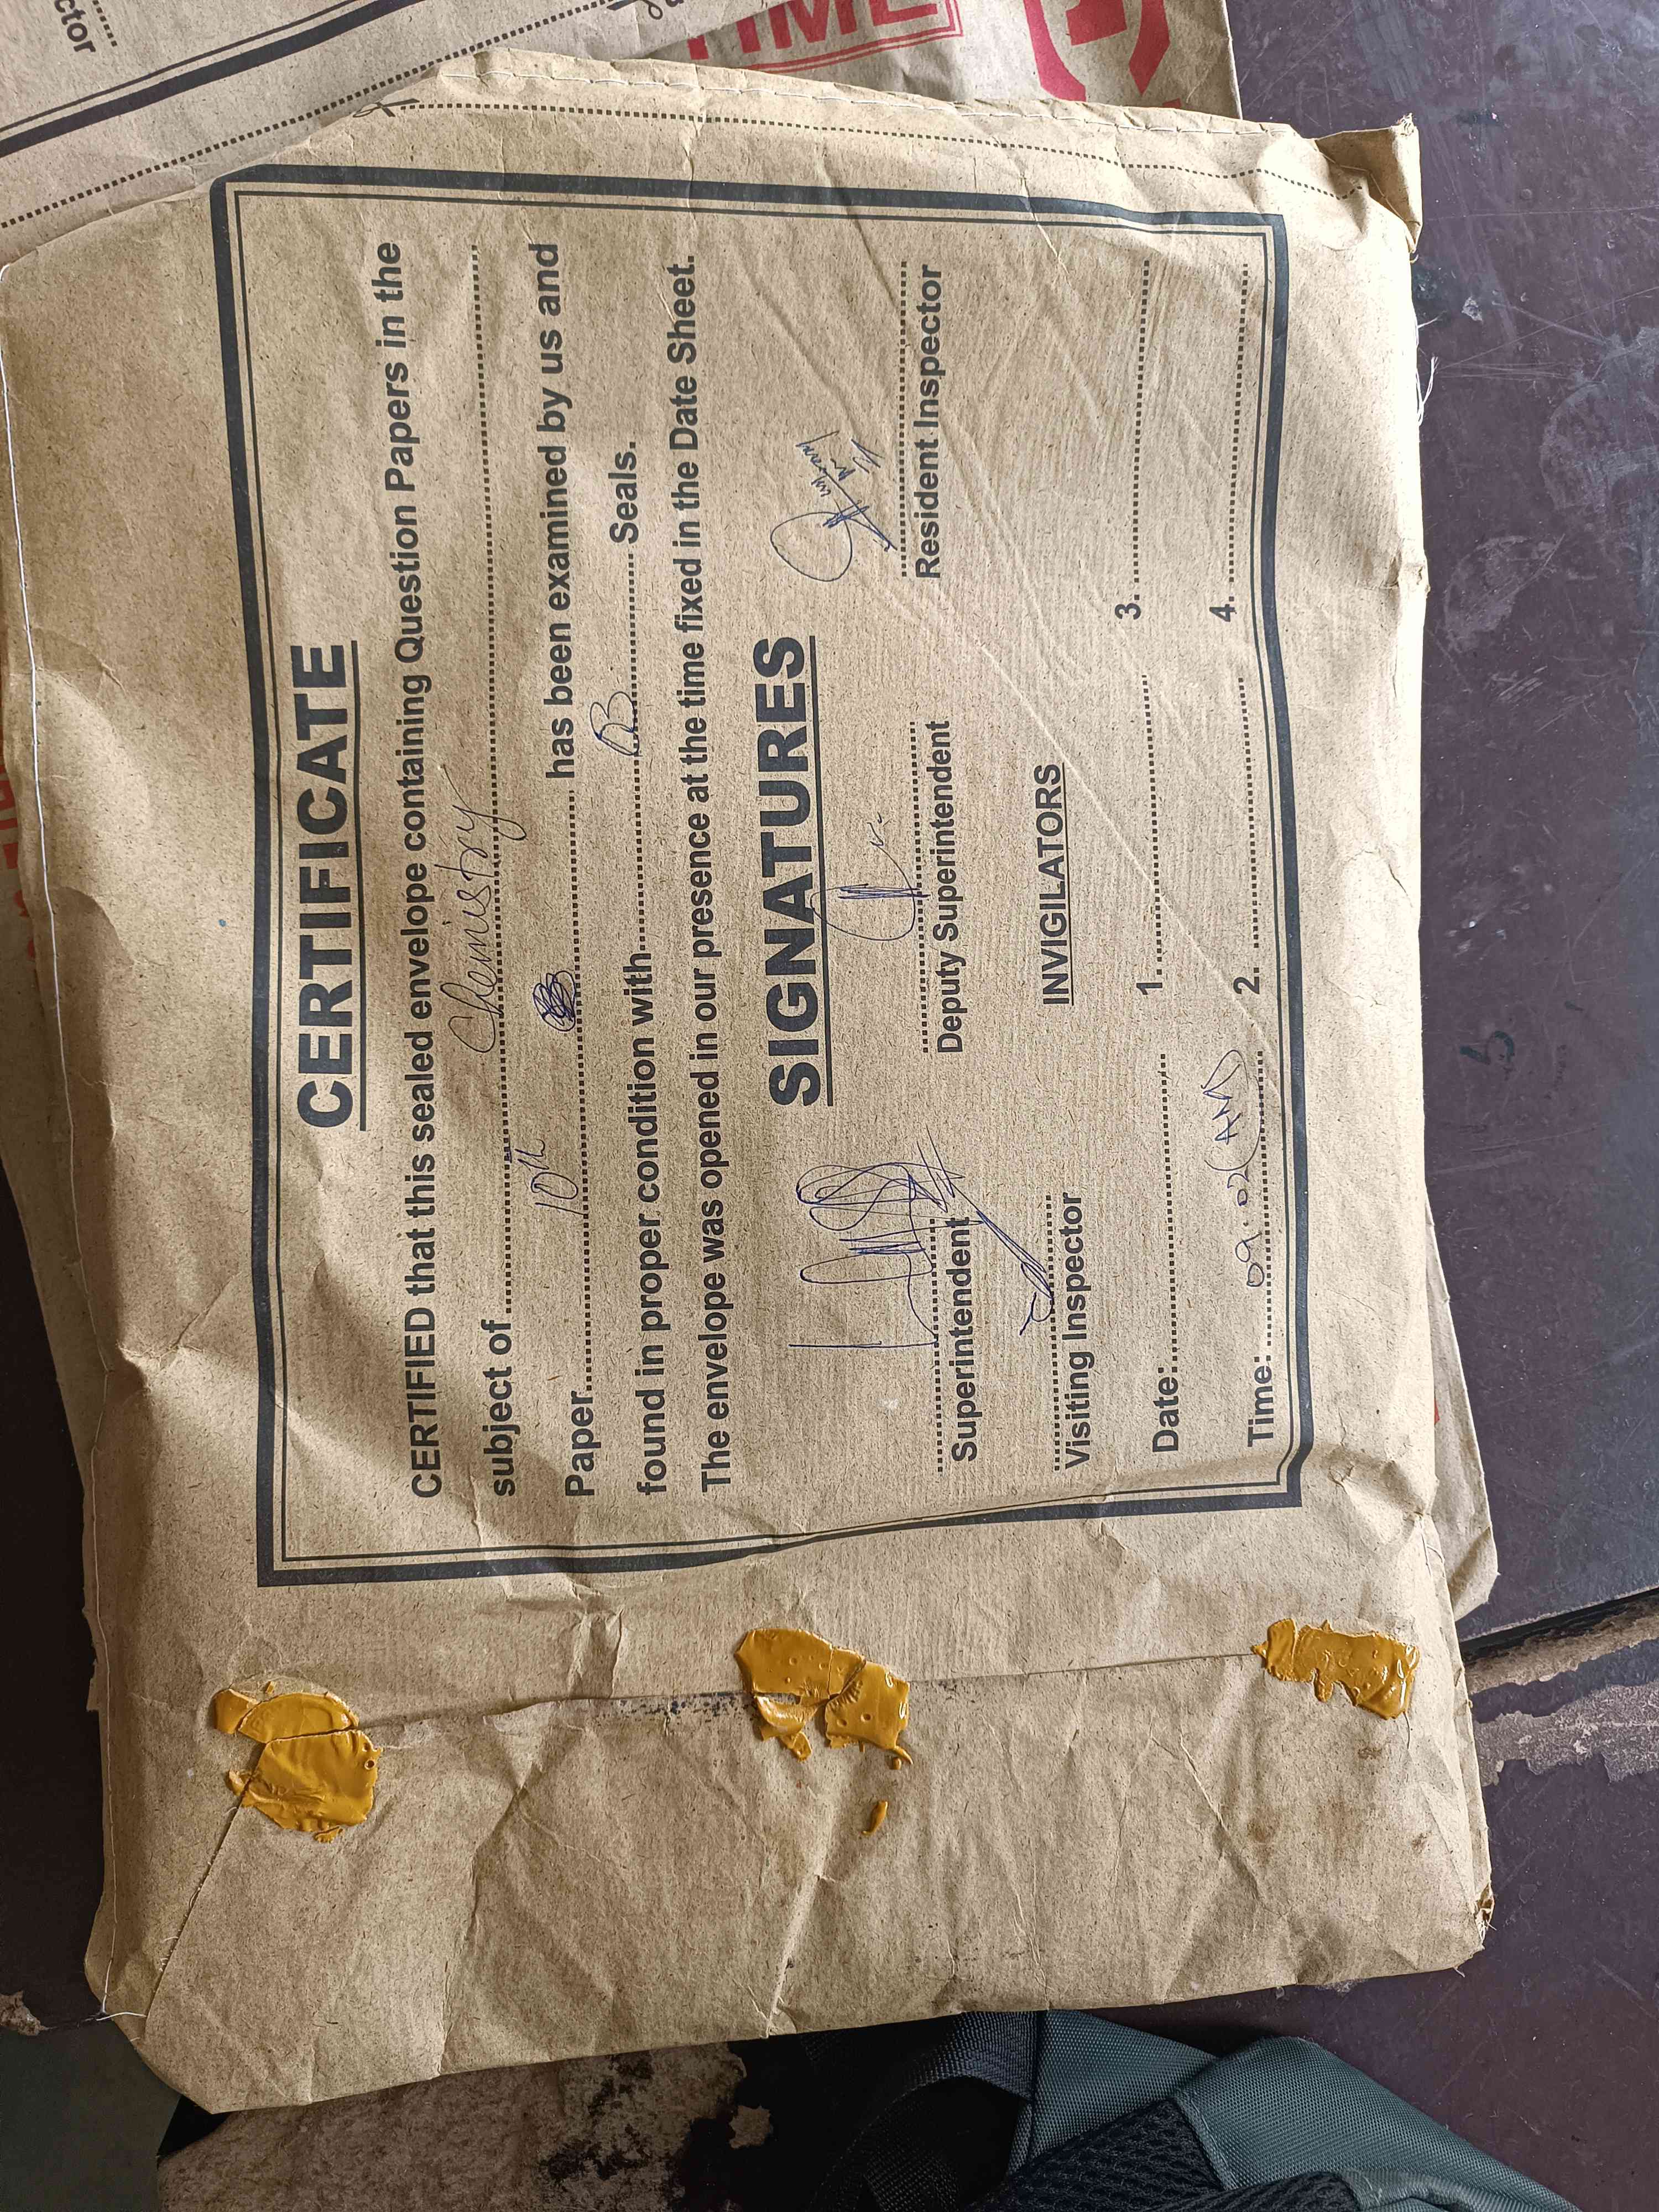 CERTIFICATE
CERTIFIED that this sealed envelope containing Question Papers in the
subject of Chemistry
Paper 10th has been examined by us and
found in proper condition with Seals.
The envelope was opened in our presence at the time fixed in the Date Sheet.
SIGNATURES
Superintendent Deputy Superintendent Resident Inspector
Visiting Inspector
INVIGILATORS
Date: 1. 3.
Time: 09.02(AM) 2. 4.
ctor
TIME